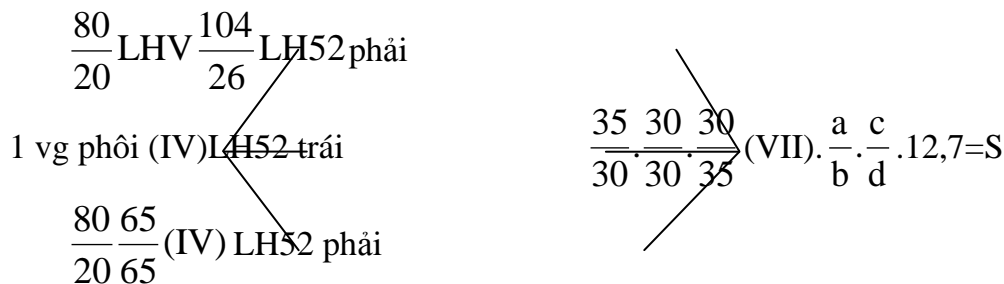 80/20 LHV 104/26 LH52 phải
1 vg phôi (IV)LH52 trái
35/30 . 30/30 . 30/35 (VII). a/b . c/d .12,7=S
80/20 65/65 (IV) LH52 phải